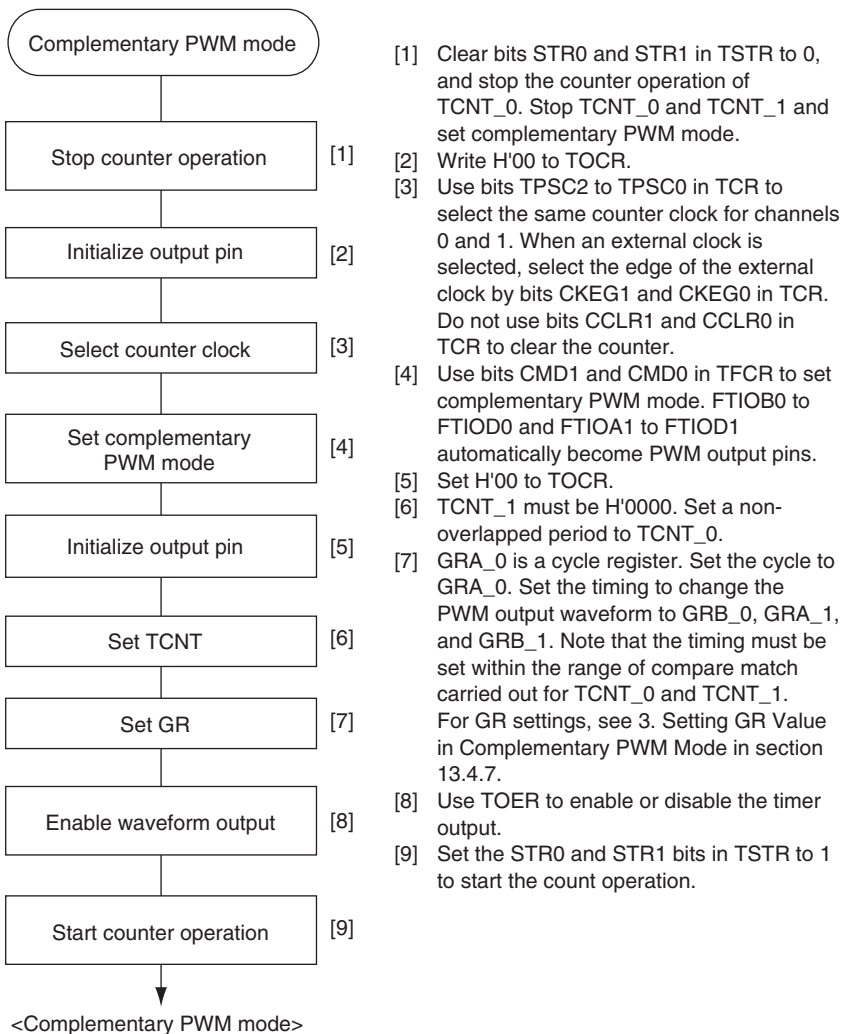 Complementary PWM mode
Stop counter operation [1]
Initialize output pin [2]
Select counter clock [3]
Set complementary
PWM mode [4]
Initialize output pin [5]
Set TCNT [6]
Set GR [7]
Enable waveform output [8]
Start counter operation [9]
<Complementary PWM mode>
[1] Clear bits STR0 and STR1 in TSTR to 0,
and stop the counter operation of
TCNT_0. Stop TCNT_0 and TCNT_1 and
set complementary PWM mode.
[2] Write H'00 to TOCR.
[3] Use bits TPSC2 to TPSC0 in TCR to
select the same counter clock for channels
0 and 1. When an external clock is
selected, select the edge of the external
clock by bits CKEG1 and CKEG0 in TCR.
Do not use bits CCLR1 and CCLR0 in
TCR to clear the counter.
[4] Use bits CMD1 and CMD0 in TFCR to set
complementary PWM mode. FTIOB0 to
FTIOD0 and FTIOA1 to FTIOD1
automatically become PWM output pins.
[5] Set H'00 to TOCR.
[6] TCNT_1 must be H'0000. Set a non-
overlapped period to TCNT_0.
[7] GRA_0 is a cycle register. Set the cycle to
GRA_0. Set the timing to change the
PWM output waveform to GRB_0, GRA_1,
and GRB_1. Note that the timing must be
set within the range of compare match
carried out for TCNT_0 and TCNT_1.
For GR settings, see 3. Setting GR Value
in Complementary PWM Mode in section
13.4.7.
[8] Use TOER to enable or disable the timer
output.
[9] Set the STR0 and STR1 bits in TSTR to 1
to start the count operation.